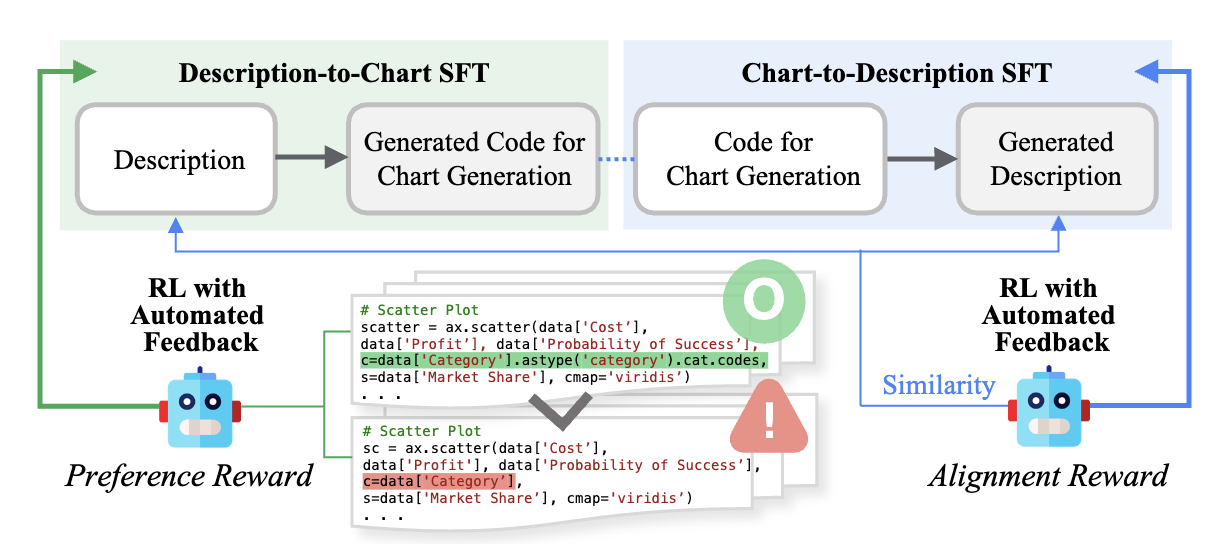 Description-to-Chart SFT
Description
Generated Code for
Chart Generation
Chart-to-Description SFT
Code for
Chart Generation
Generated
Description
RL with
Automated
Feedback
Preference Reward
# Scatter Plot
scatter = ax.scatter(data['Cost’],
data['Profit’], data['Probability of Success’],
c=data['Category’].astype('category’).cat.codes,
s=data['Market Share'], cmap='viridis’)
. . .
O
# Scatter Plot
sc = ax.scatter(data['Cost’],
data['Profit'], data['Probability of Success’],
c=data['Category’],
s=data['Market Share’], cmap='viridis’)
. . .
!
RL with
Automated
Feedback
Similarity
Alignment Reward